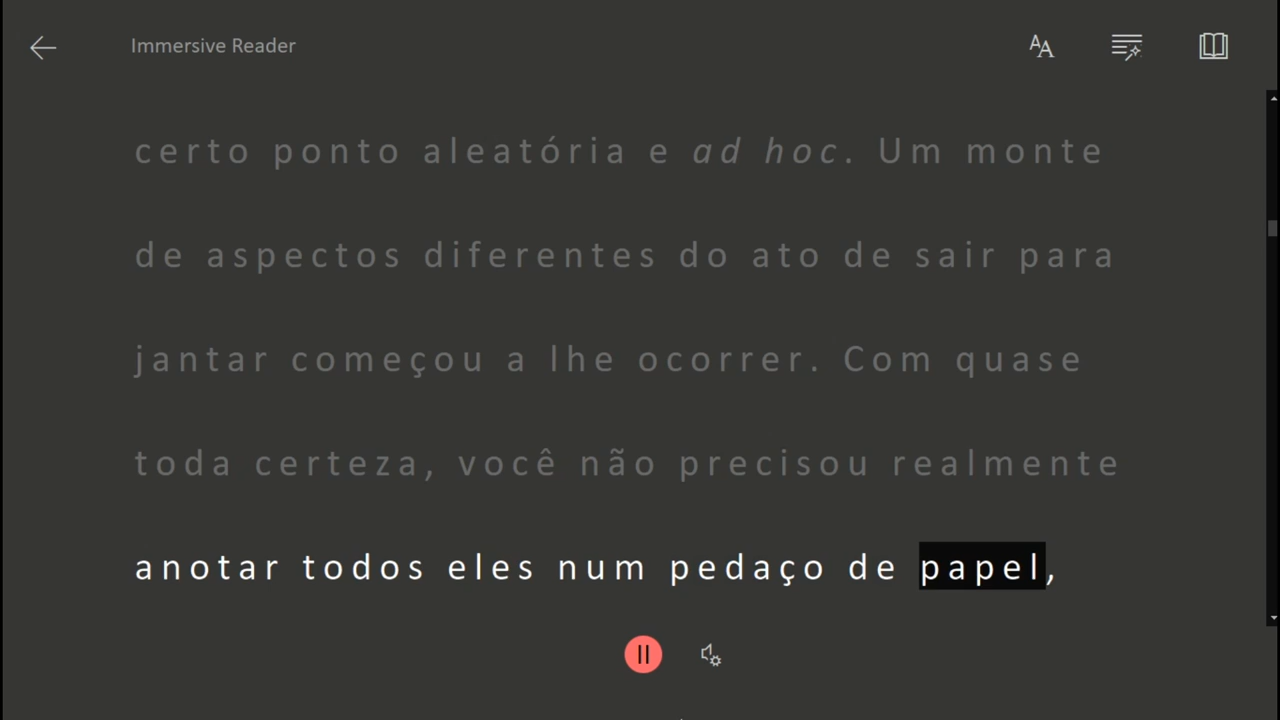 Immersive Reader
certo ponto aleatória e ad hoc. Um monte
de aspectos diferentes do ato de sair para
jantar começou a lhe ocorrer. Com quase
toda certeza, você não precisou realmente
anotar todos eles num pedaço de papel,